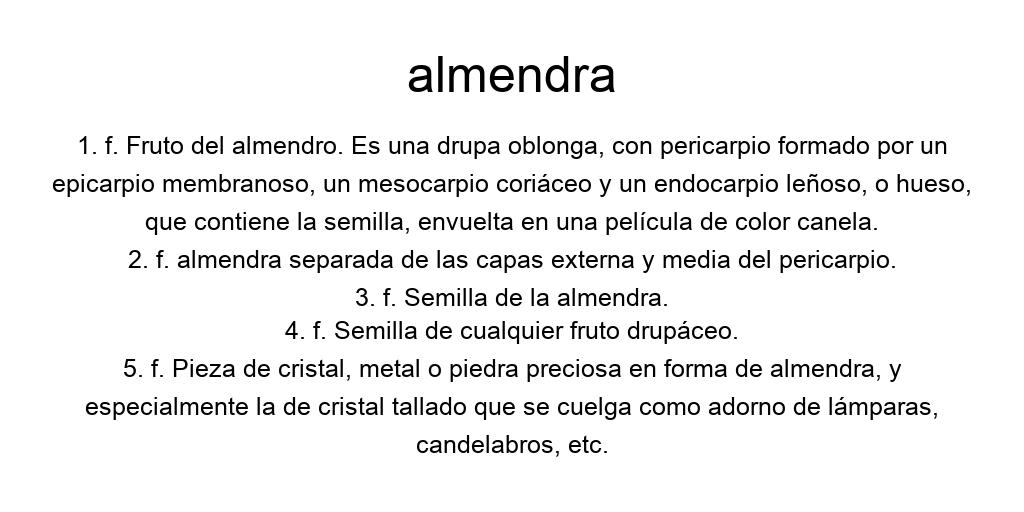 almendra
1. f. Fruto del almendro. Es una drupa oblonga, con pericarpio formado por un
epicarpio membranoso, un mesocarpio coriáceo y un endocarpio leñoso, o hueso,
que contiene la semilla, envuelta en una película de color canela.
2. f. almendra separada de las capas externa y media del pericarpio.
3. f. Semilla de la almendra.
4. f. Semilla de cualquier fruto drupáceo.
5. f. Pieza de cristal, metal o piedra preciosa en forma de almendra, y
especialmente la de cristal tallado que se cuelga como adorno de lámparas,
candelabros, etc.